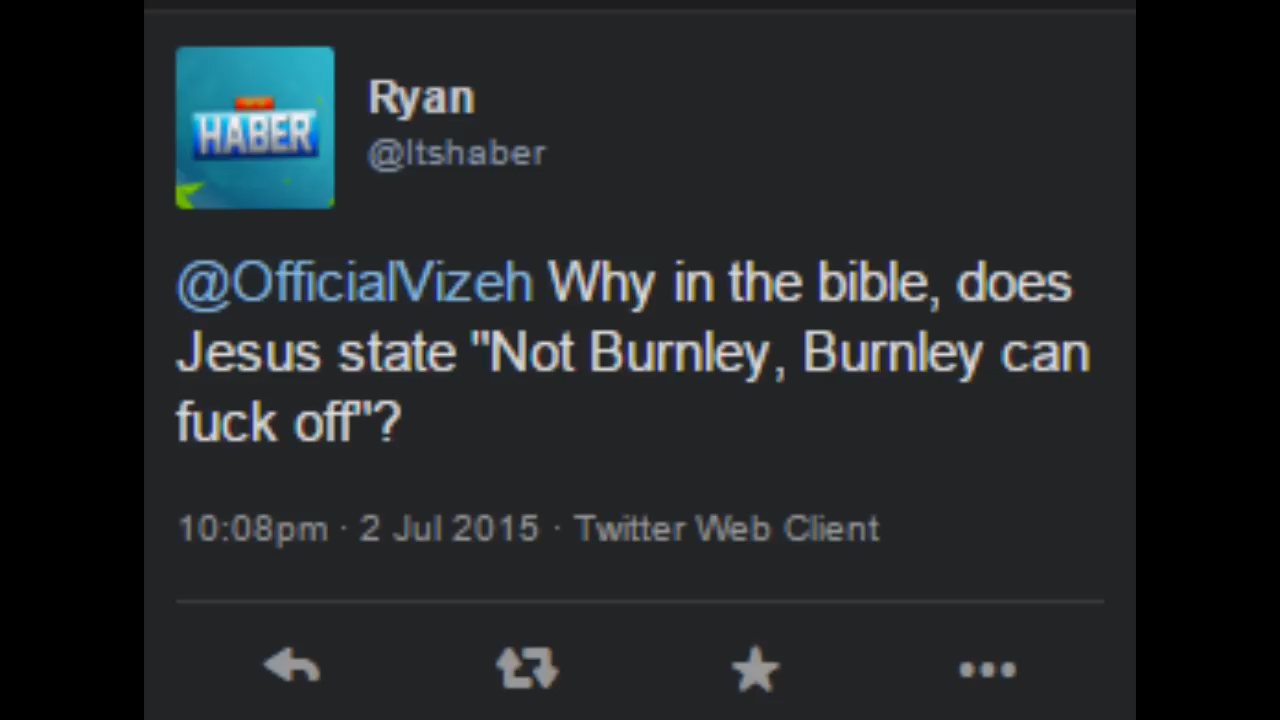 HABER
Ryan
@Itshaber
@OfficialVizeh Why in the bible, does
Jesus state "Not Burnley, Burnley can
fuck off"?
10:08pm · 2 Jul 2015 · Twitter Web Client